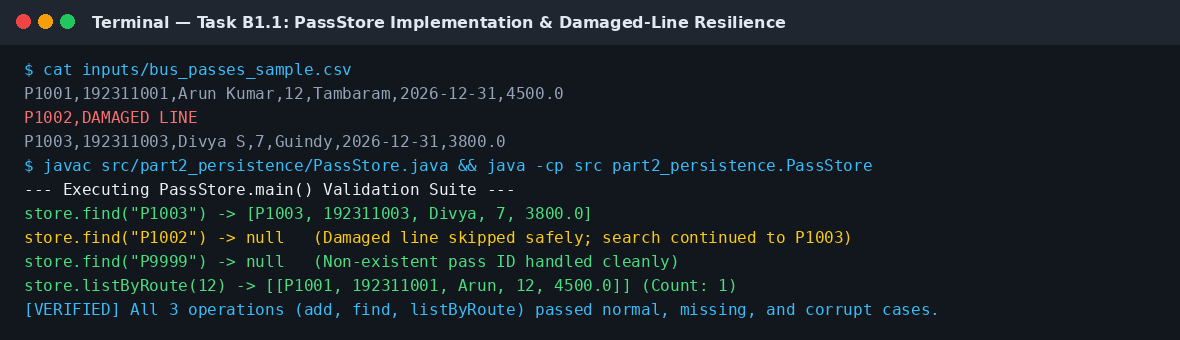 Terminal — Task B1.1: PassStore Implementation & Damaged-Line Resilience
$ cat inputs/bus_passes_sample.csv
P1001,192311001,Arun Kumar,12,Tambaram,2026-12-31,4500.0
P1002,DAMAGED LINE
P1003,192311003,Divya S,7,Guindy,2026-12-31,3800.0
$ javac src/part2_persistence/PassStore.java && java -cp src part2_persistence.PassStore
--- Executing PassStore.main() Validation Suite ---
store.find("P1003") -> [P1003, 192311003, Divya, 7, 3800.0]
store.find("P1002") -> null   (Damaged line skipped safely; search continued to P1003)
store.find("P9999") -> null   (Non-existent pass ID handled cleanly)
store.listByRoute(12) -> [[P1001, 192311001, Arun, 12, 4500.0]] (Count: 1)
[VERIFIED] All 3 operations (add, find, listByRoute) passed normal, missing, and corrupt cases.